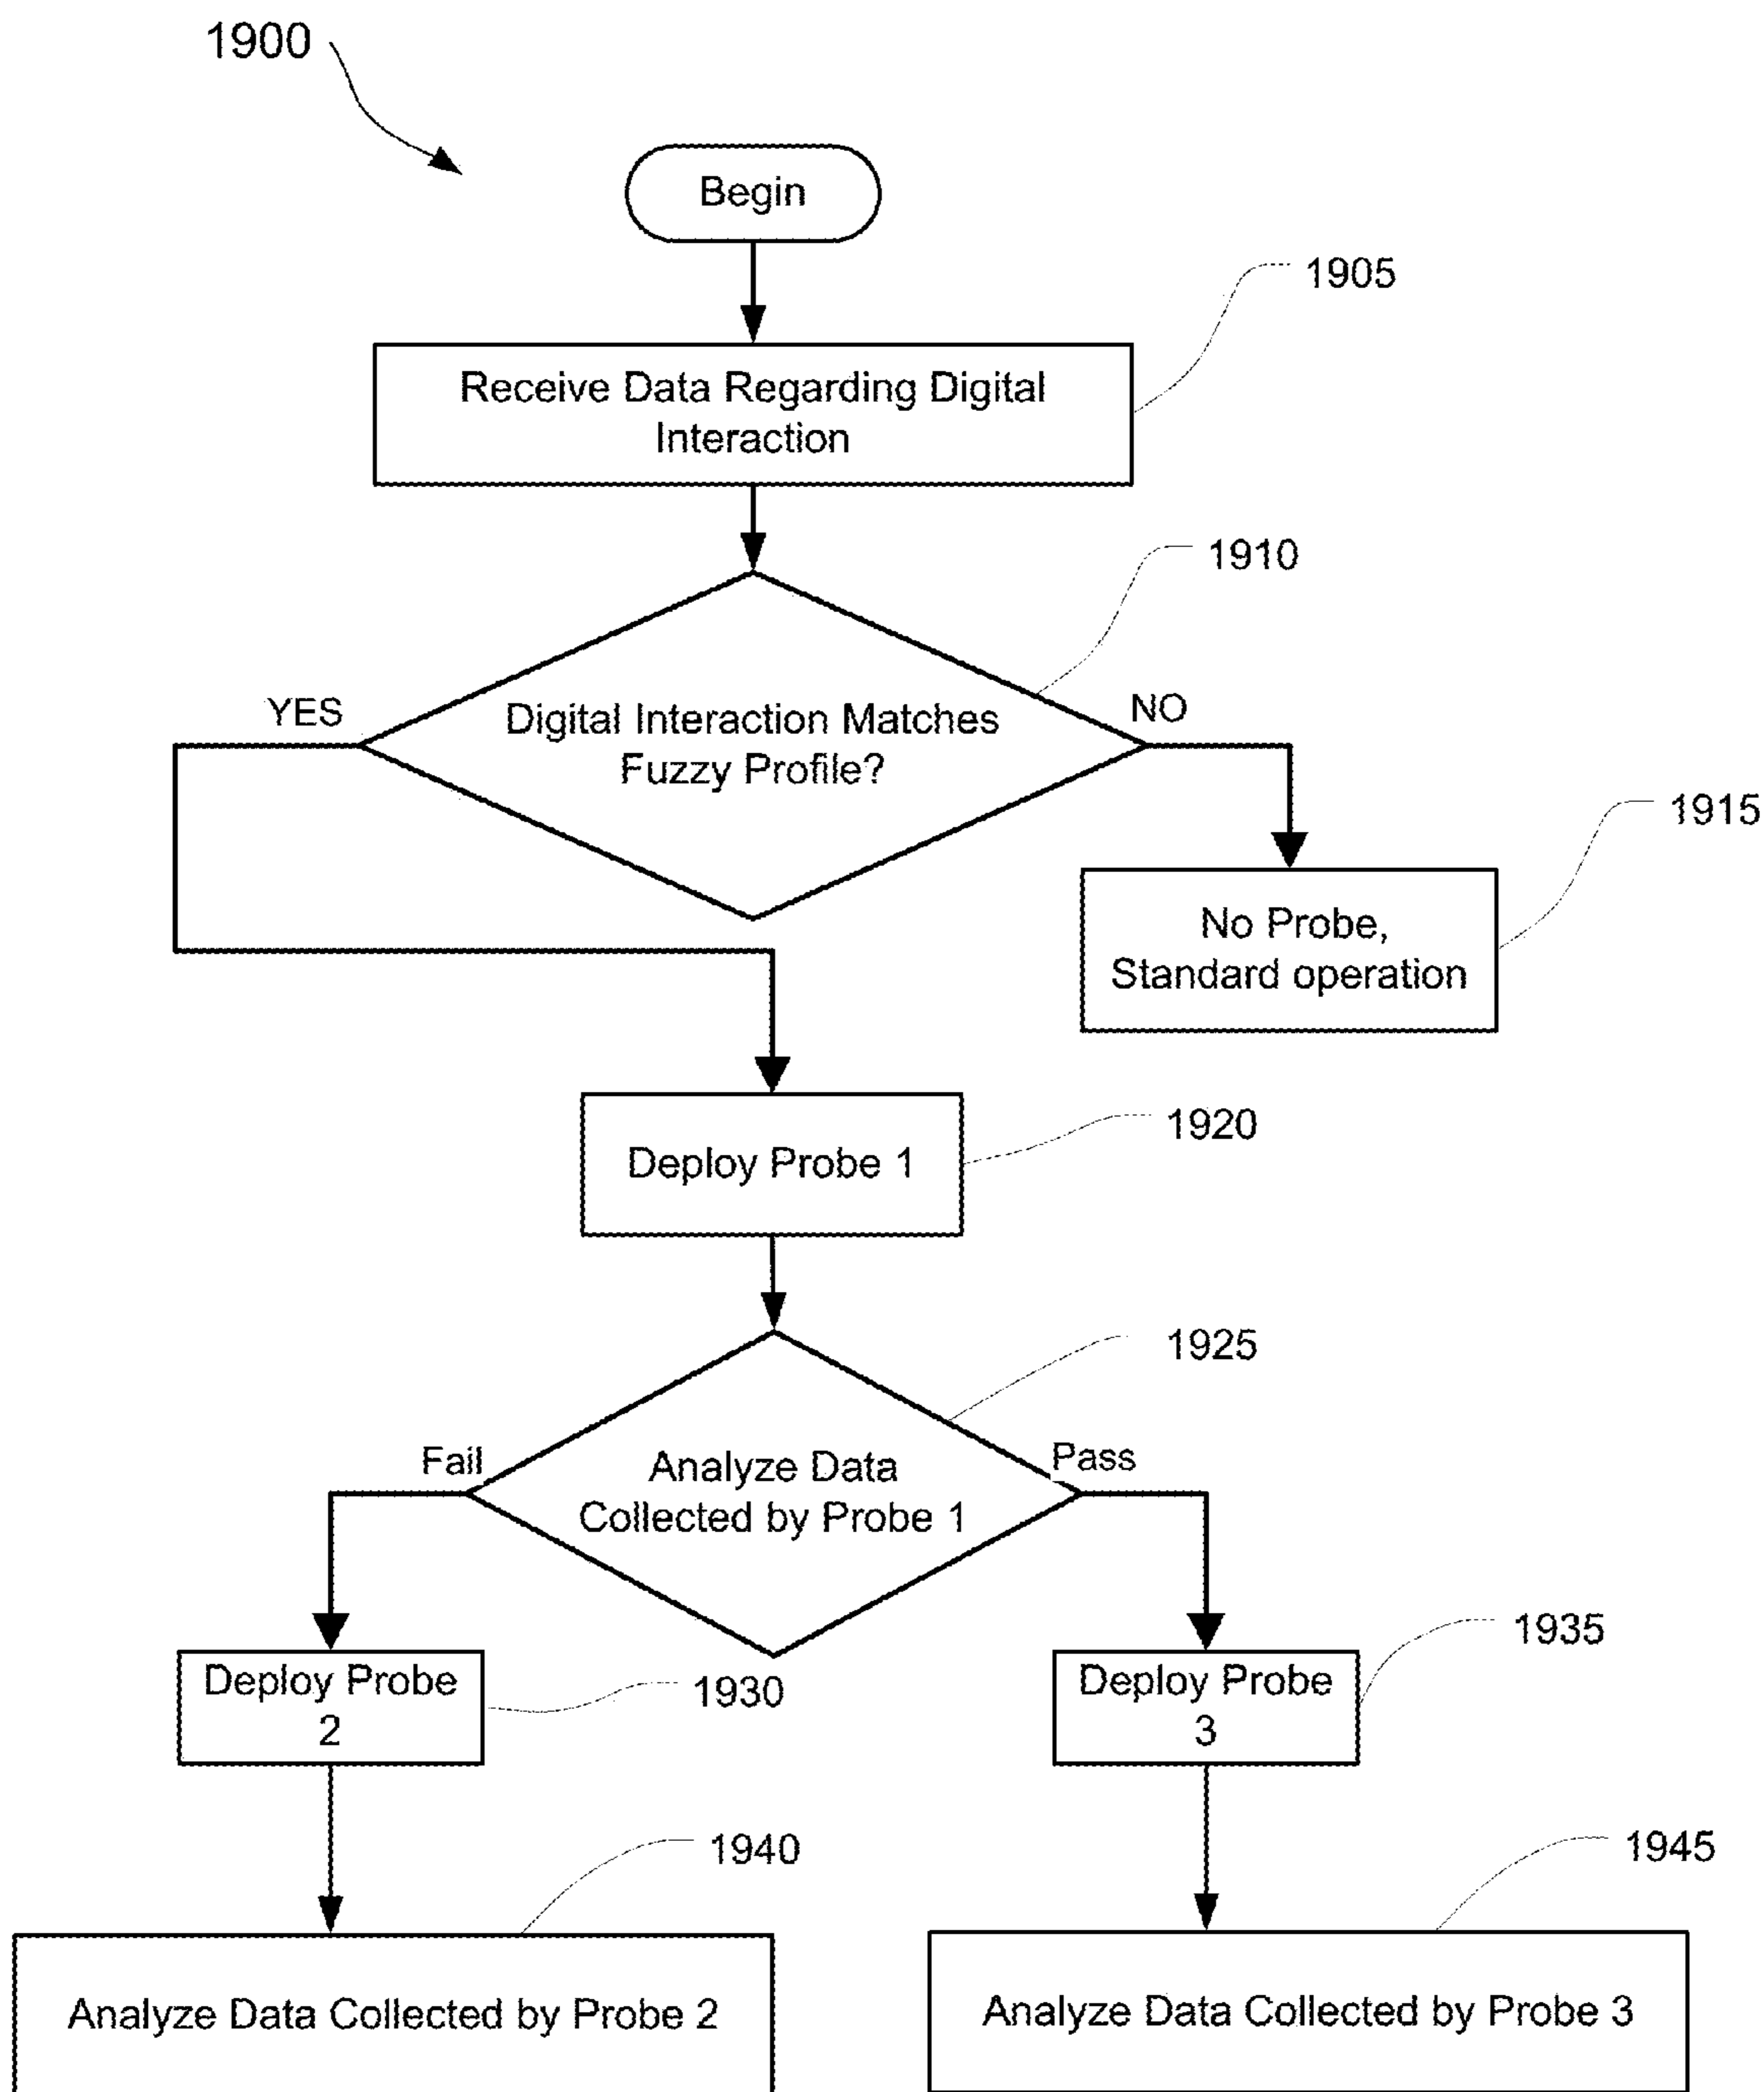 1900
Begin
1905
Receive Data Regarding Digital
Interaction
1910
YES
Digital Interaction Matches
Fuzzy Profile?
NO
1915
No Probe,
Standard operation
1920
Deploy Probe 1
1925
Fail
Analyze Data
Collected by Probe 1
Pass
Deploy Probe
2
1930
Deploy Probe
3
1935
1940
Analyze Data Collected by Probe 2
1945
Analyze Data Collected by Probe 3